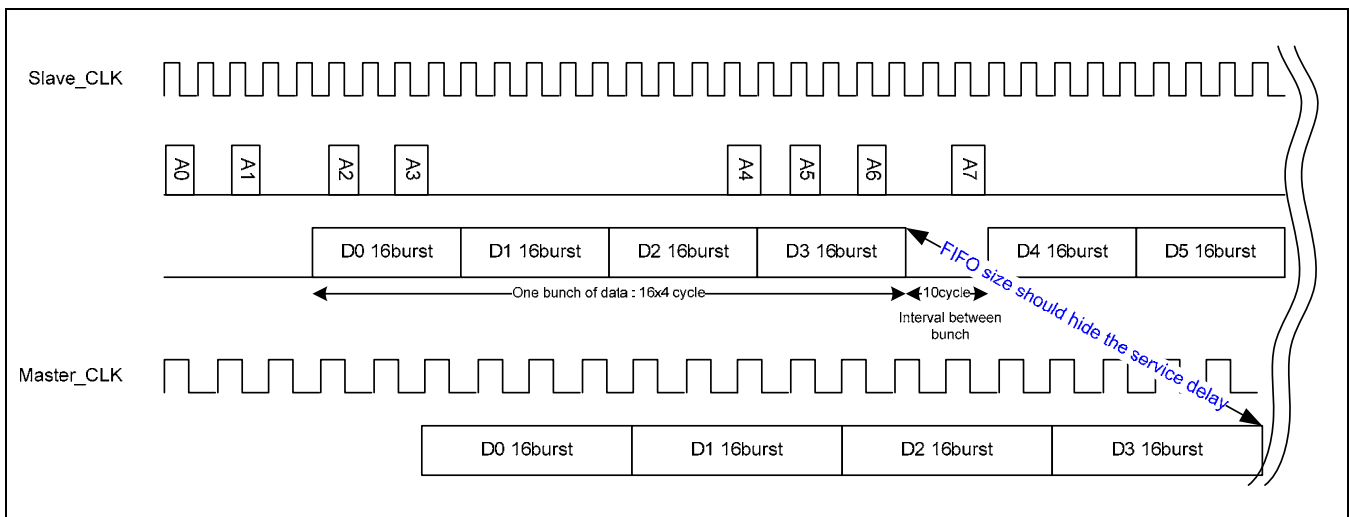 Slave_CLK
A0 A1 A2 A3 A4 A5 A6 A7
D0 16burst D1 16burst D2 16burst D3 16burst D4 16burst D5 16burst
FIFO size should hide the service delay
One bunch of data : 16x4 cycle
10cycle
Interval between
bunch
Master_CLK
D0 16burst D1 16burst D2 16burst D3 16burst